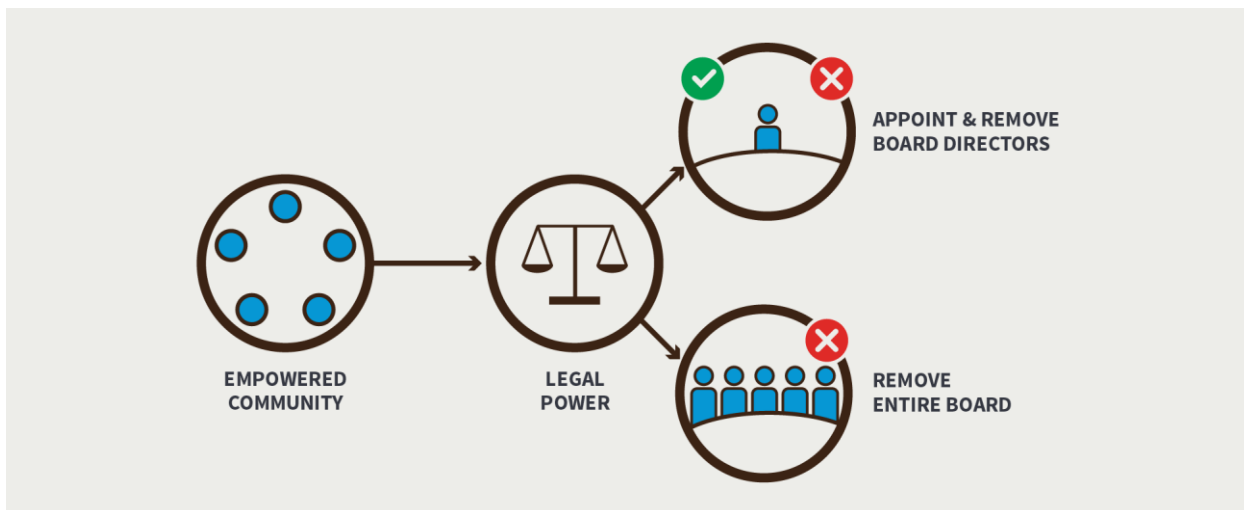 EMPOWERED
COMMUNITY
LEGAL
POWER
APPOINT & REMOVE
BOARD DIRECTORS
REMOVE
ENTIRE BOARD